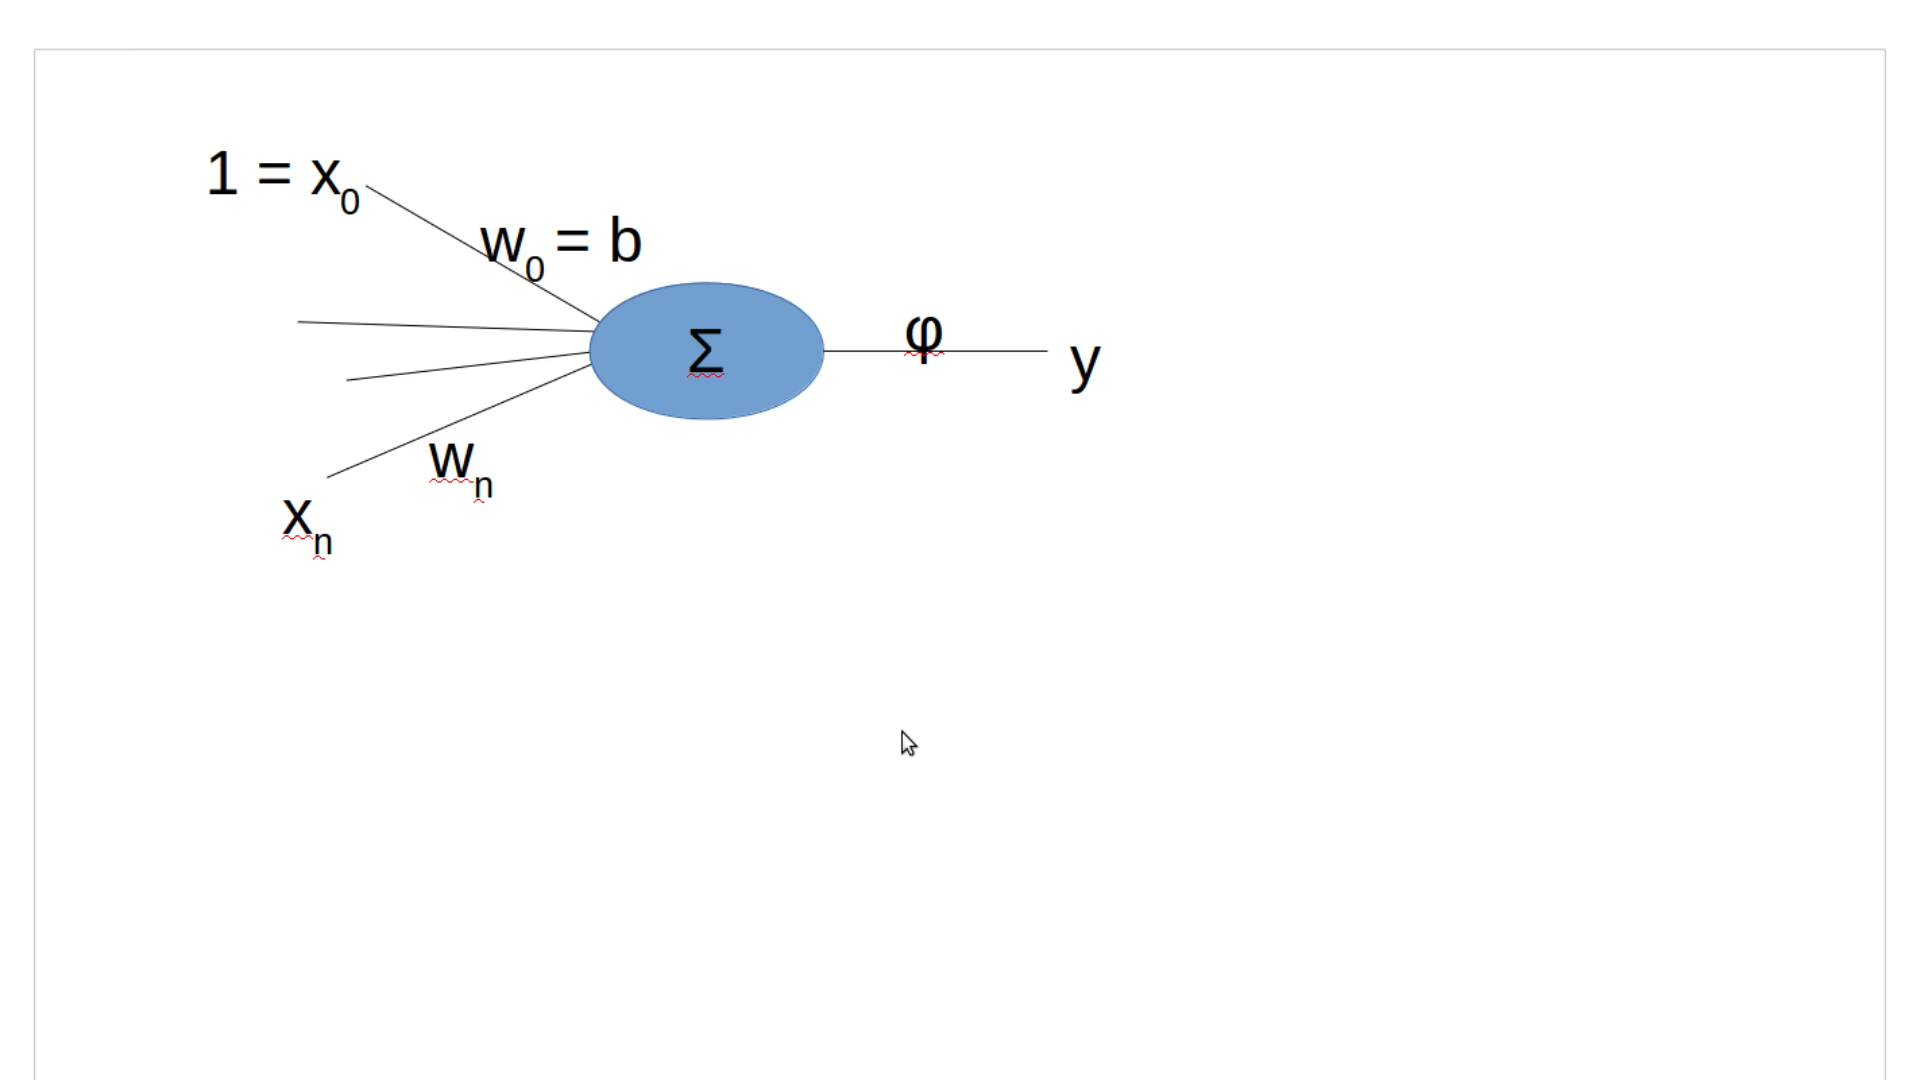 1 = x₀
w₀ = b
Σ
φ
y
wₙ
xₙ